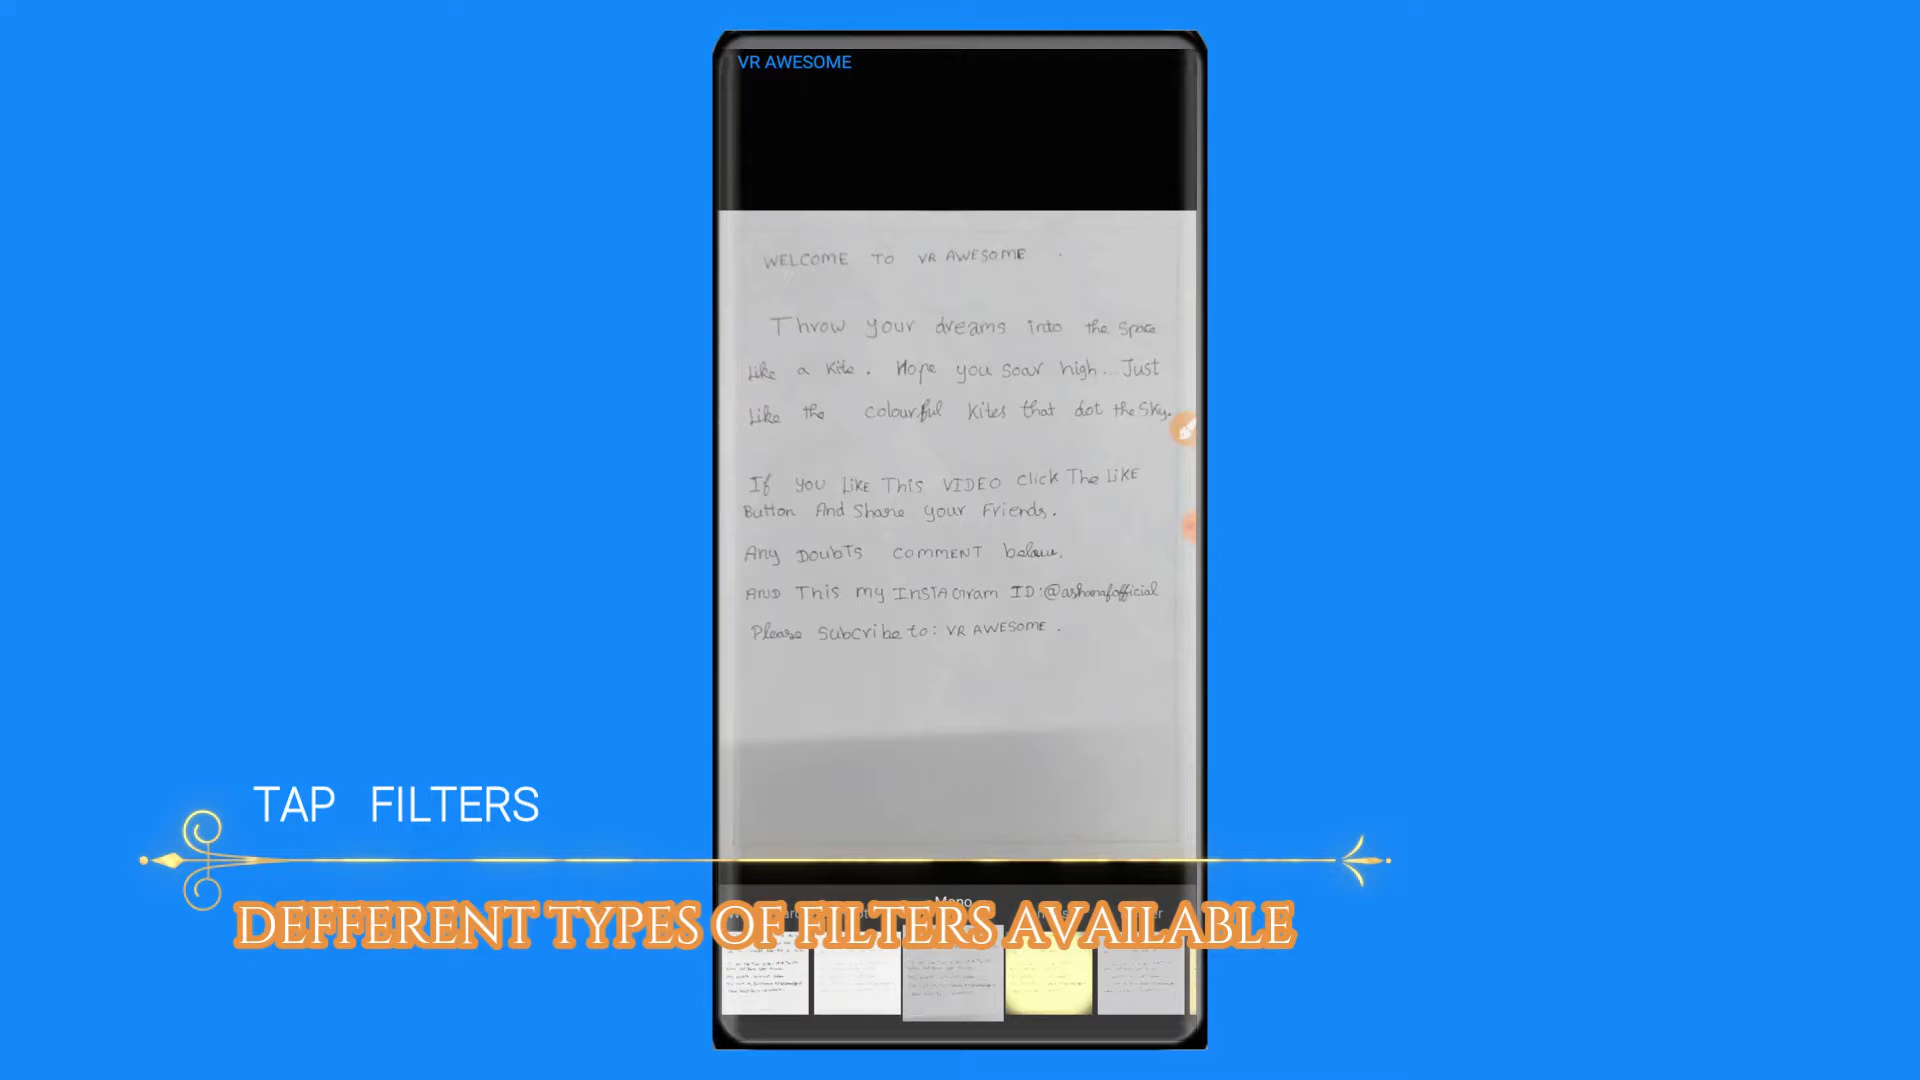 VR AWESOME
WELCOME TO VR AWESOME .
Throw your dreams into the Space
Like a Kite. Hope you Soar high...Just
Like the colourful Kites that dot the Sky.
If you Like This VIDEO click The LIKE
Button And Share your Friends.
Any DoubTS comment below.
AND This my InSTAGram ID:@ashrafofficial
Please Subcribe to: VR AWESOME .
TAP FILTERS
Mono
DEFFERENT TYPES OF FILTERS AVAILABLE